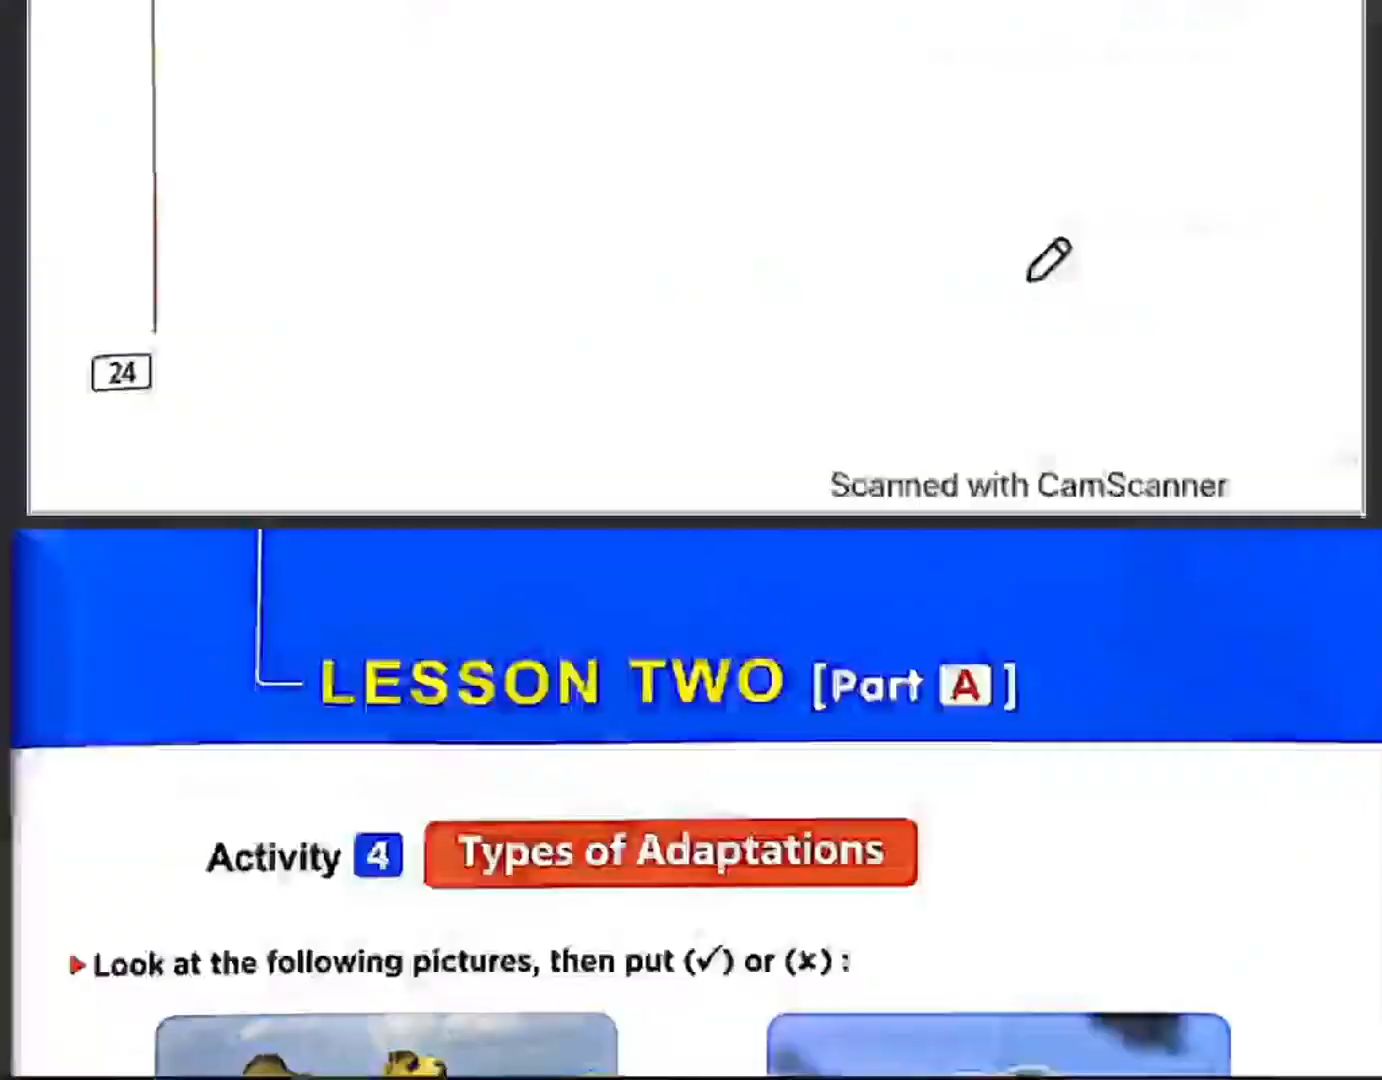 24
Scanned with CamScanner
LESSON TWO [Part A]
Activity 4 Types of Adaptations
Look at the following pictures, then put (✓) or (×) :